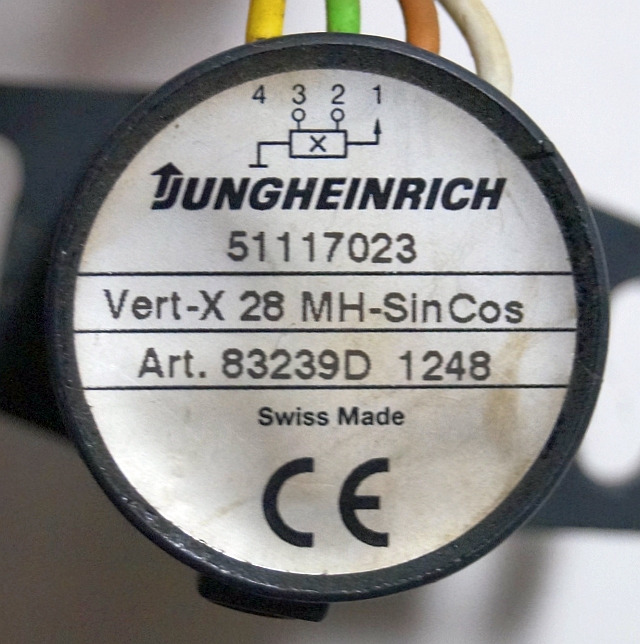 4 3 2 1
X
JUNGHEINRICH
51117023
Vert-X 28 MH-SinCos
Art. 83239D 1248
Swiss Made
CE